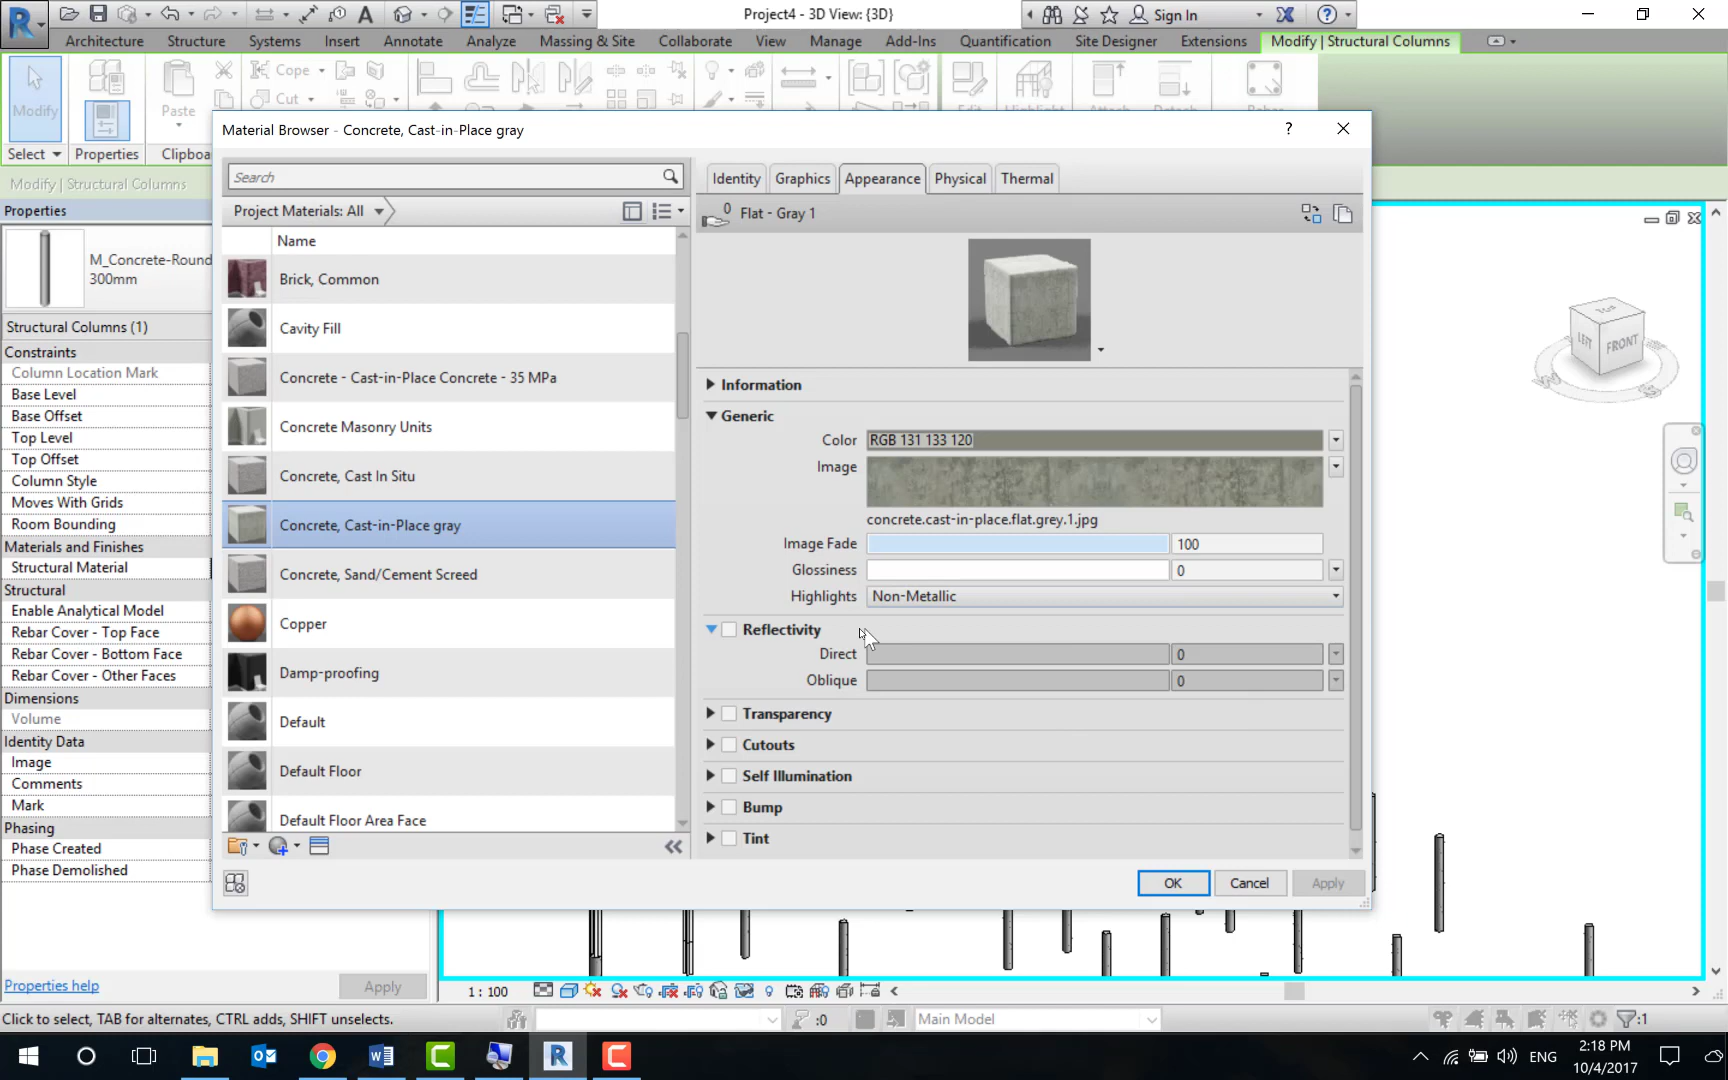 Project4 - 3D View: {3D}
Sign In
Architecture Structure Systems Insert Annotate Analyze Massing & Site Collaborate View Manage Add-Ins Quantification Site Designer Extensions Modify | Structural Columns
Modify
Cope
Cut
Paste
Select Properties
Modify | Structural Columns
Properties
M_Concrete-Round
300mm
Structural Columns (1)
Constraints
Column Location Mark
Base Level
Base Offset
Top Level
Top Offset
Column Style
Moves With Grids
Room Bounding
Materials and Finishes
Structural Material
Structural
Enable Analytical Model
Rebar Cover - Top Face
Rebar Cover - Bottom Face
Rebar Cover - Other Faces
Dimensions
Volume
Identity Data
Image
Comments
Mark
Phasing
Phase Created
Phase Demolished
Properties help
Apply
Material Browser - Concrete, Cast-in-Place gray
Search
Project Materials: All
Name
Brick, Common
Cavity Fill
Concrete - Cast-in-Place Concrete - 35 MPa
Concrete Masonry Units
Concrete, Cast In Situ
Concrete, Cast-in-Place gray
Concrete, Sand/Cement Screed
Copper
Damp-proofing
Default
Default Floor
Default Floor Area Face
Identity Graphics Appearance Physical Thermal
0 Flat - Gray 1
Information
Generic
Color RGB 131 133 120
Image
concrete.cast-in-place.flat.grey.1.jpg
Image Fade 100
Glossiness 0
Highlights Non-Metallic
Reflectivity
Direct 0
Oblique 0
Transparency
Cutouts
Self Illumination
Bump
Tint
OK Cancel Apply
TOP
LEFT FRONT
W S
1 : 100
Click to select, TAB for alternates, CTRL adds, SHIFT unselects.
:0
Main Model
:1
ENG
2:18 PM
10/4/2017